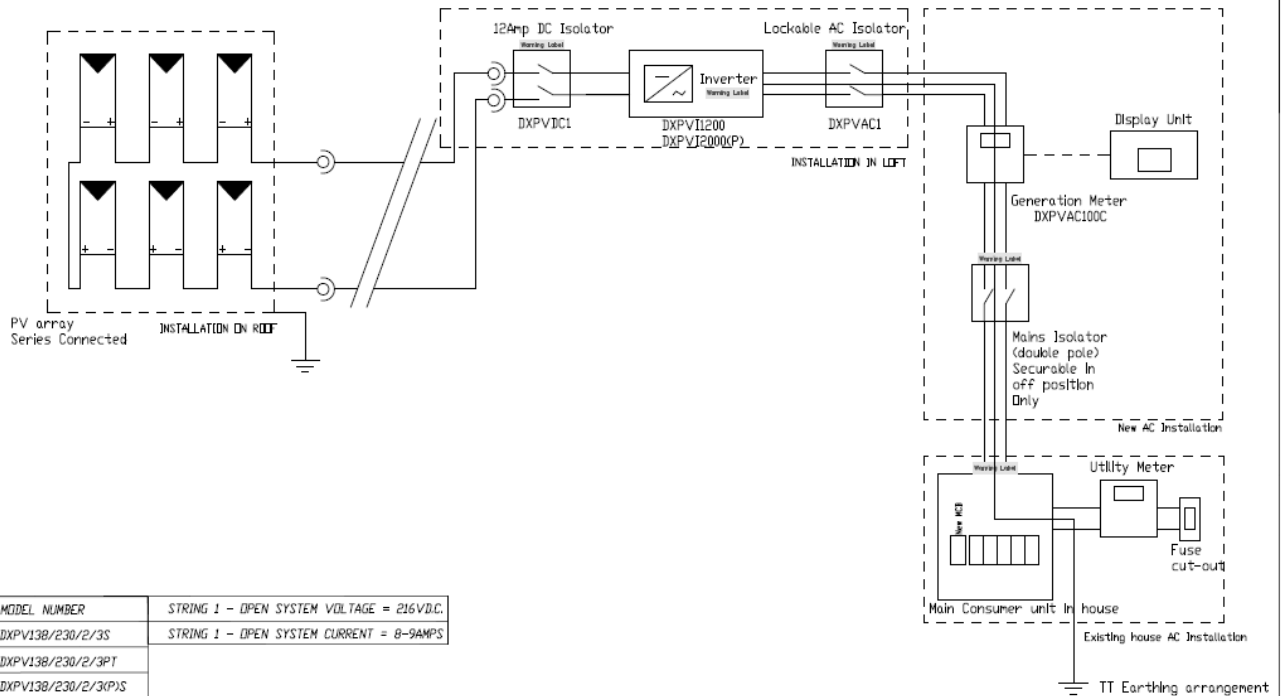 12Amp DC Isolator
Warning Label
Lockable AC Isolator
Warning Label
Inverter
Warning Label
DXPVDC1
DXPVI1200
DXPVI2000(P)
DXPVAC1
INSTALLATION IN LOFT
- +
- +
- +
+ -
+ -
+ -
PV array
Series Connected
INSTALLATION ON ROOF
Display Unit
Generation Meter
DXPVAC100C
Warning Label
Mains Isolator
(double pole)
Securable in
off position
Only
New AC Installation
Warning Label
Utility Meter
New MCB
Fuse
cut-out
Main Consumer unit in house
Existing house AC Installation
TT Earthing arrangement
MODEL NUMBER
STRING 1 - OPEN SYSTEM VOLTAGE = 216VD.C.
DXPV138/230/2/3S
STRING 1 - OPEN SYSTEM CURRENT = 8-9AMPS
DXPV138/230/2/3PT
DXPV138/230/2/3(P)S